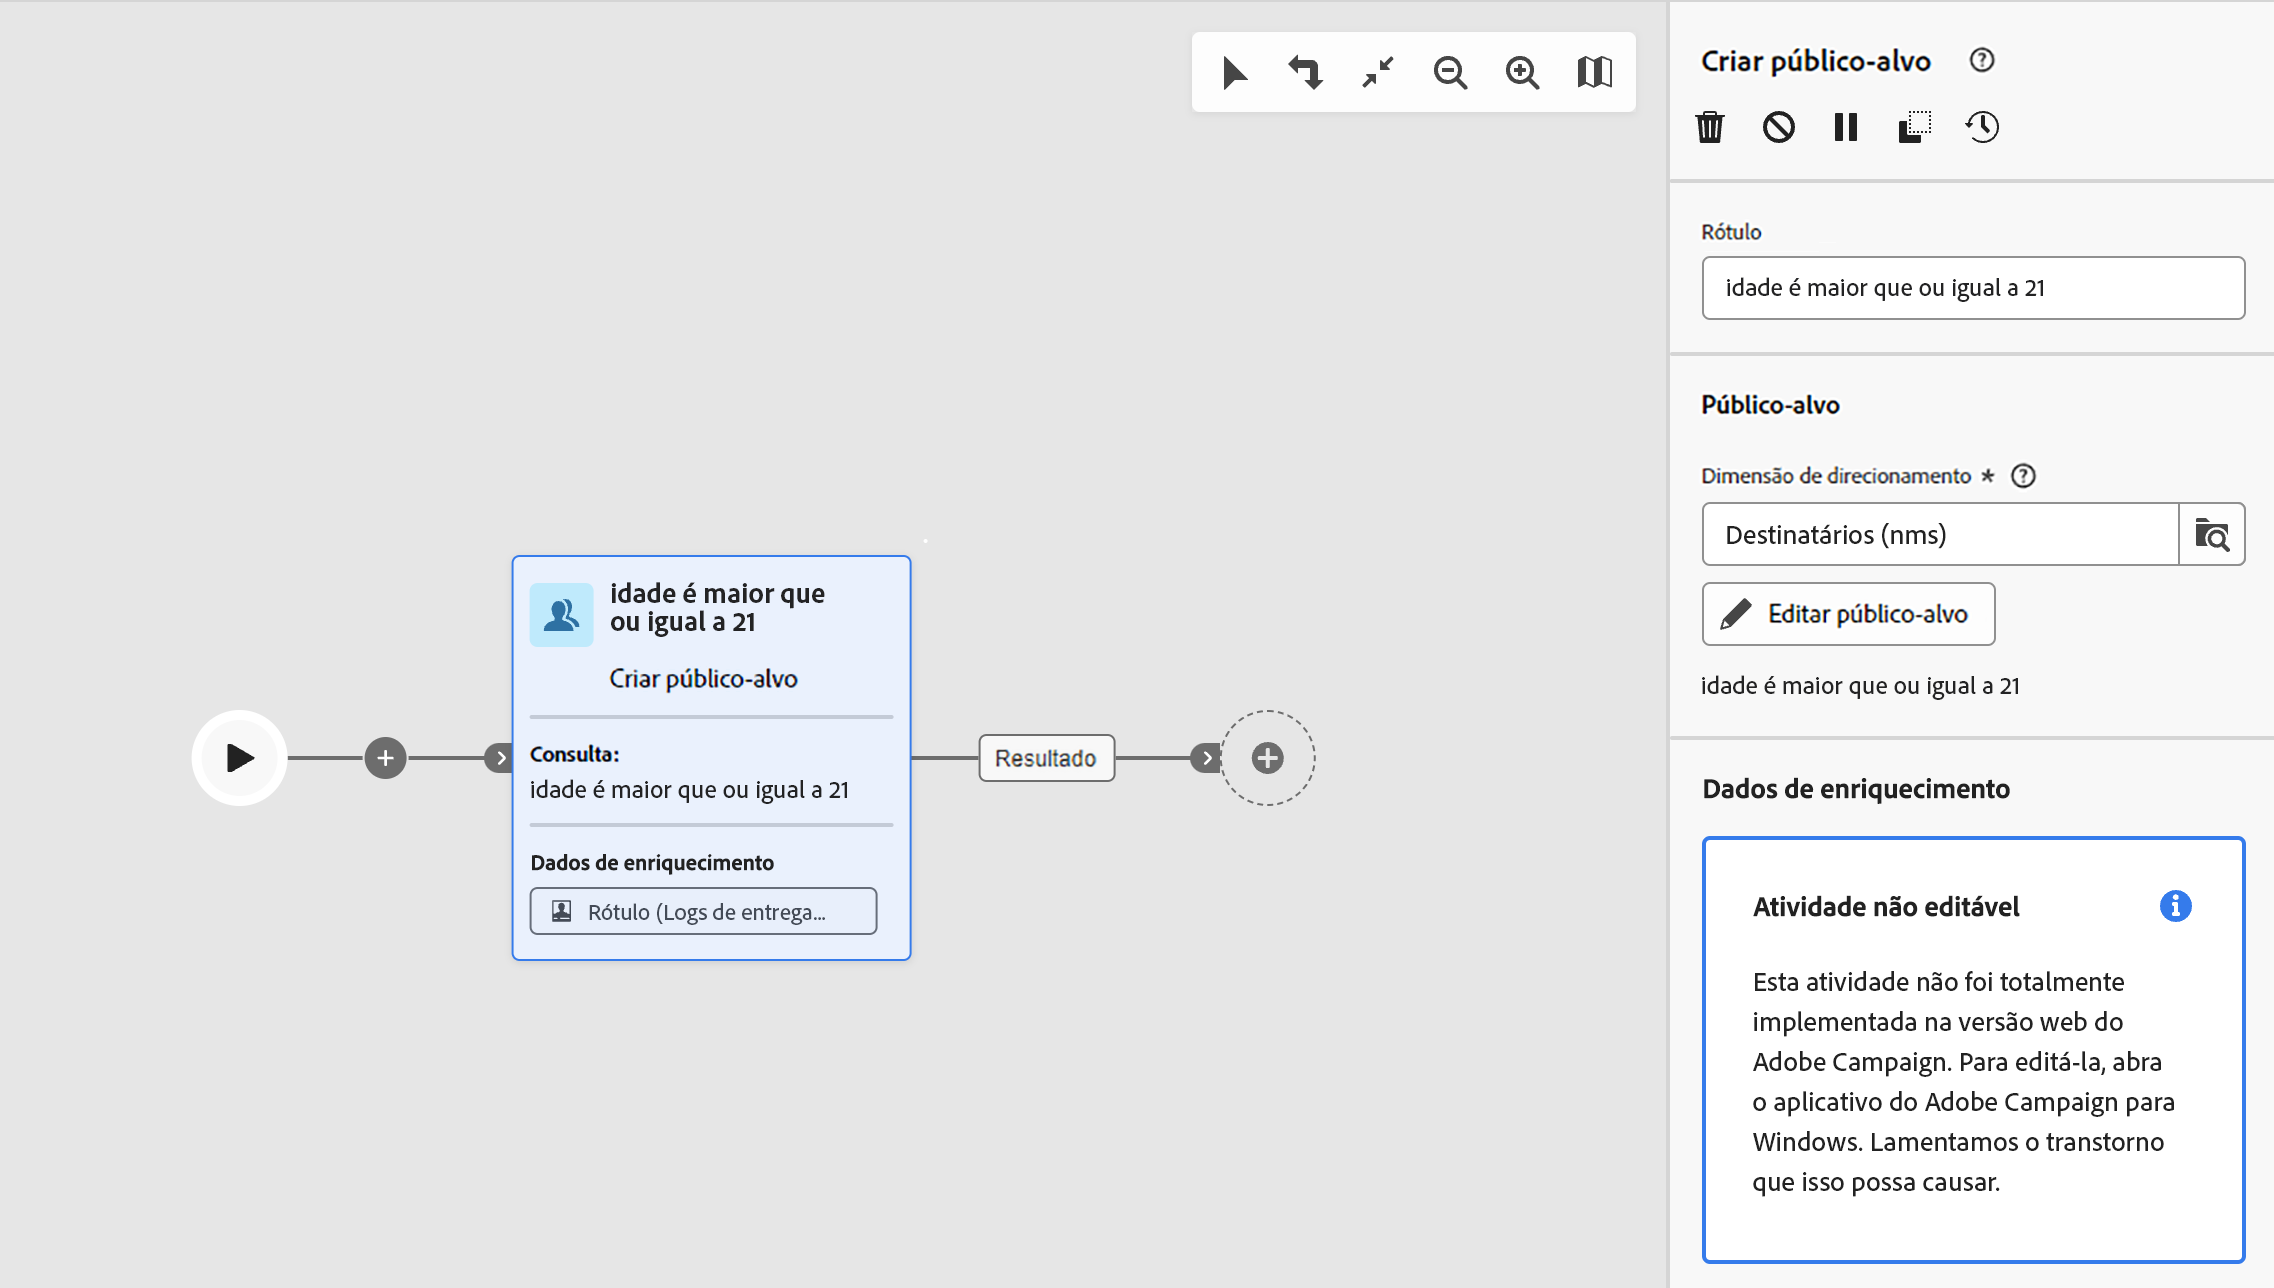 Criar público-alvo
Rótulo
idade é maior que ou igual a 21
Público-alvo
Dimensão de direcionamento *
Destinatários (nms)
Editar público-alvo
idade é maior que ou igual a 21
Dados de enriquecimento
Atividade não editável
Esta atividade não foi totalmente
implementada na versão web do
Adobe Campaign. Para editá-la, abra
o aplicativo do Adobe Campaign para
Windows. Lamentamos o transtorno
que isso possa causar.
idade é maior que
ou igual a 21
Criar público-alvo
Consulta:
idade é maior que ou igual a 21
Dados de enriquecimento
Rótulo (Logs de entrega...
Resultado